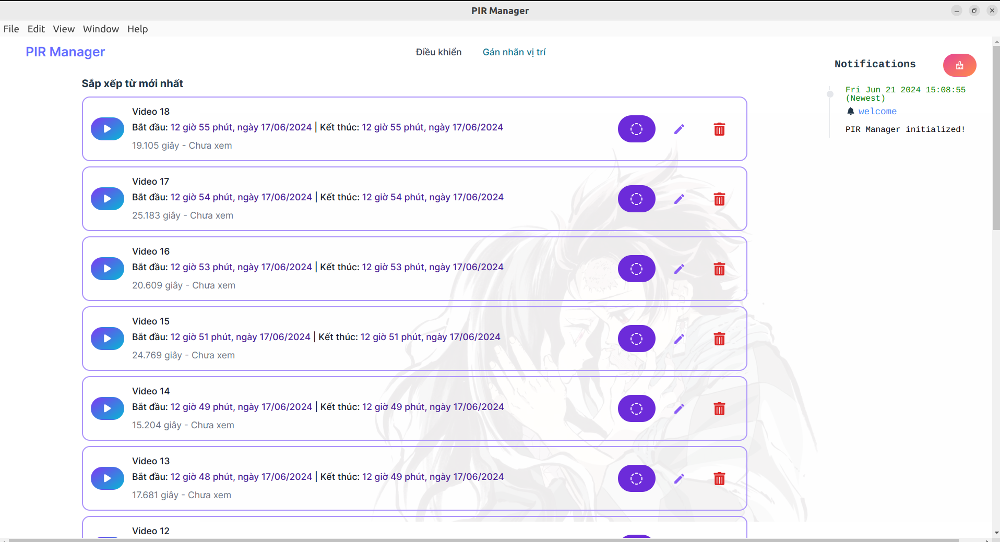 PIR Manager
File Edit View Window Help
PIR Manager
Điều khiển
Gán nhãn vị trí
Sắp xếp từ mới nhất
Video 18
Bắt đầu: 12 giờ 55 phút, ngày 17/06/2024 | Kết thúc: 12 giờ 55 phút, ngày 17/06/2024
19.105 giây - Chưa xem
Video 17
Bắt đầu: 12 giờ 54 phút, ngày 17/06/2024 | Kết thúc: 12 giờ 54 phút, ngày 17/06/2024
25.183 giây - Chưa xem
Video 16
Bắt đầu: 12 giờ 53 phút, ngày 17/06/2024 | Kết thúc: 12 giờ 53 phút, ngày 17/06/2024
20.609 giây - Chưa xem
Video 15
Bắt đầu: 12 giờ 51 phút, ngày 17/06/2024 | Kết thúc: 12 giờ 51 phút, ngày 17/06/2024
24.769 giây - Chưa xem
Video 14
Bắt đầu: 12 giờ 49 phút, ngày 17/06/2024 | Kết thúc: 12 giờ 49 phút, ngày 17/06/2024
15.204 giây - Chưa xem
Video 13
Bắt đầu: 12 giờ 48 phút, ngày 17/06/2024 | Kết thúc: 12 giờ 49 phút, ngày 17/06/2024
17.681 giây - Chưa xem
Video 12
Notifications
Fri Jun 21 2024 15:08:55
(Newest)
welcome
PIR Manager initialized!